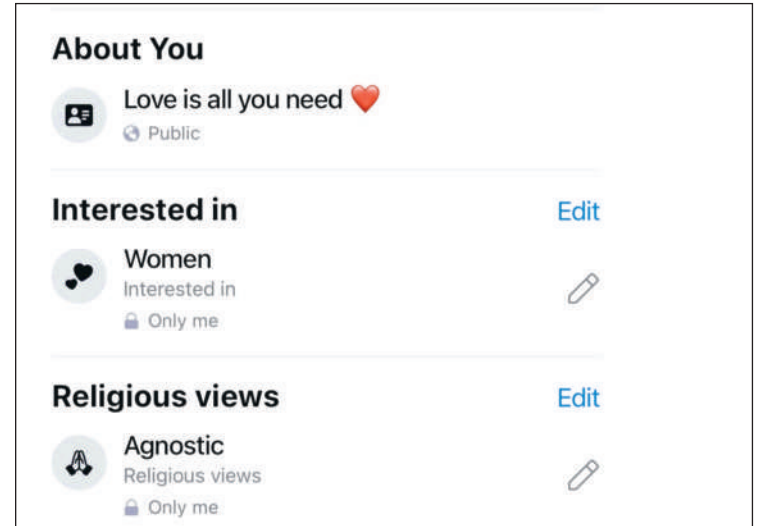 About You
Love is all you need ❤️
Public
Interested in Edit
Women
Interested in
Only me
Religious views Edit
Agnostic
Religious views
Only me